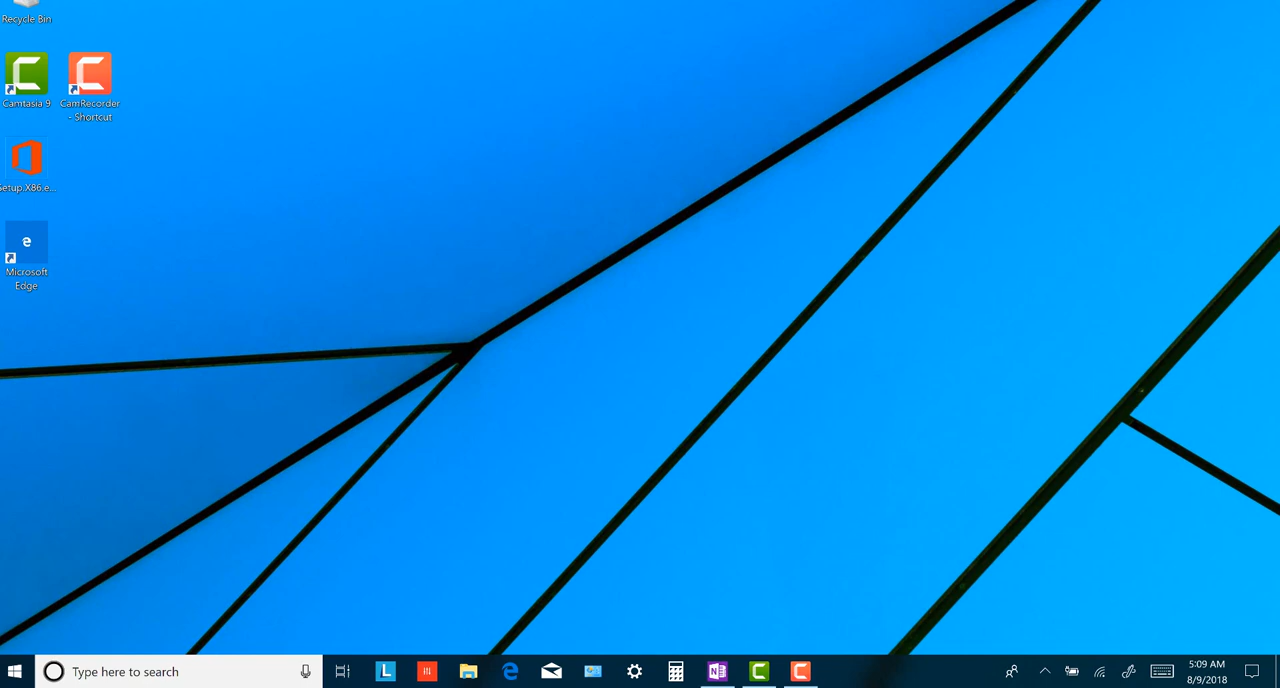 Recycle Bin
Camtasia 9
CamRecorder
- Shortcut
Setup.X86.e...
e
Microsoft
Edge
Type here to search
L
N
5:09 AM
8/9/2018